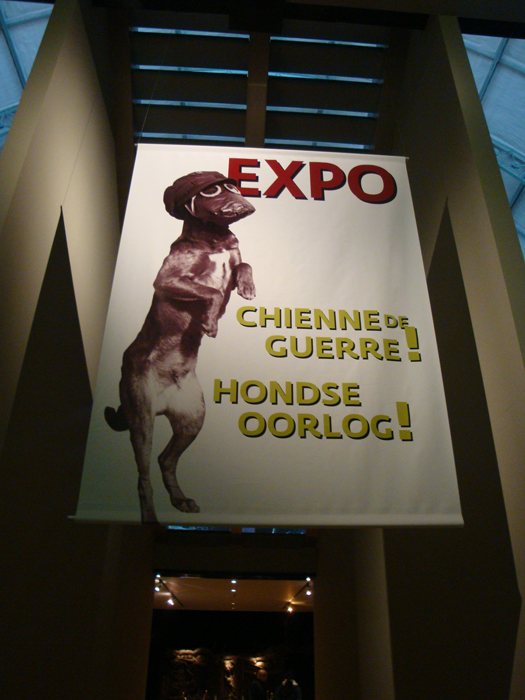 EXPO
CHIENNE DE
GUERRE!
HONDSE
OORLOG!